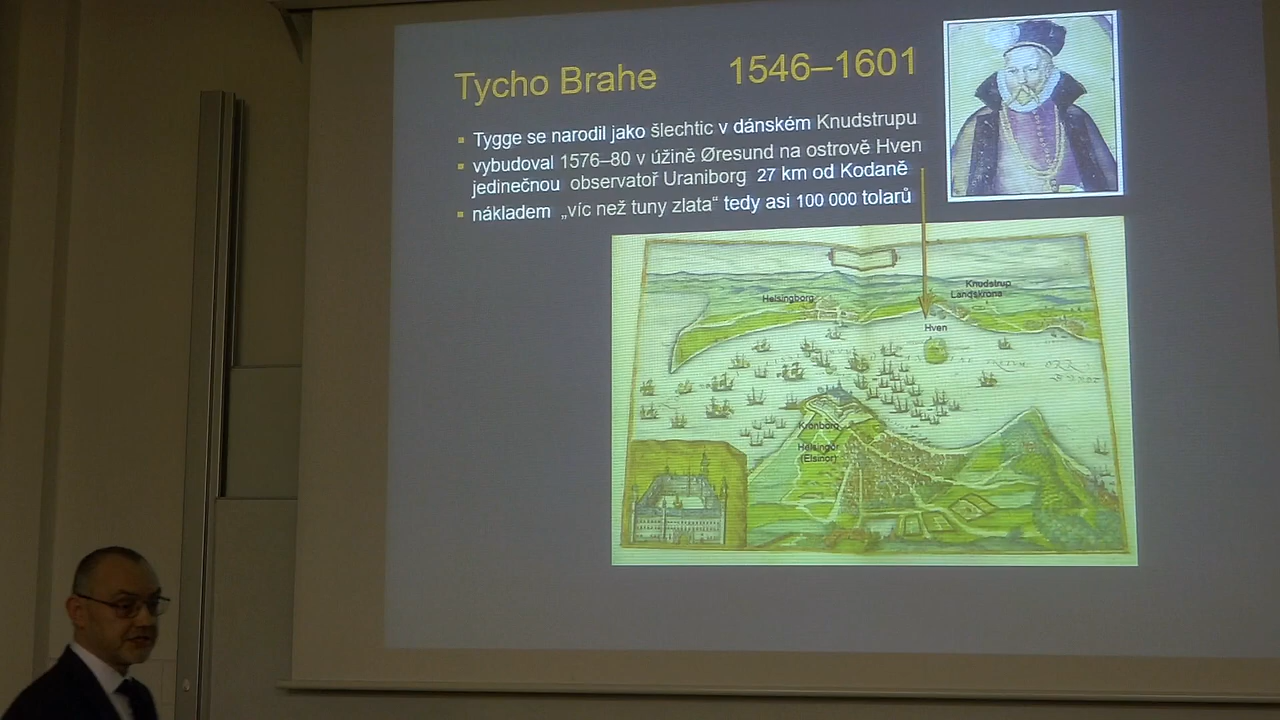 Tycho Brahe 1546–1601
Tygge se narodil jako šlechtic v dánském Knudstrupu
vybudoval 1576–80 v úžině Øresund na ostrově Hven
jedinečnou observatoř Uraniborg 27 km od Kodaně
nákladem „víc než tuny zlata“ tedy asi 100 000 tolarů
Knudstrup
Helsingborg
Landskrona
Hven
Kronborg
Helsingör
(Elsinor)